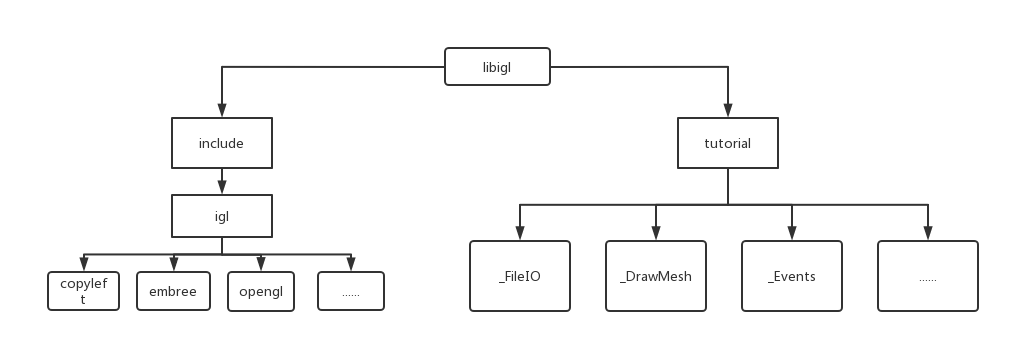 libigl
include
tutorial
igl
_FileIO
_DrawMesh
_Events
......
copylef
t
embree
opengl
......